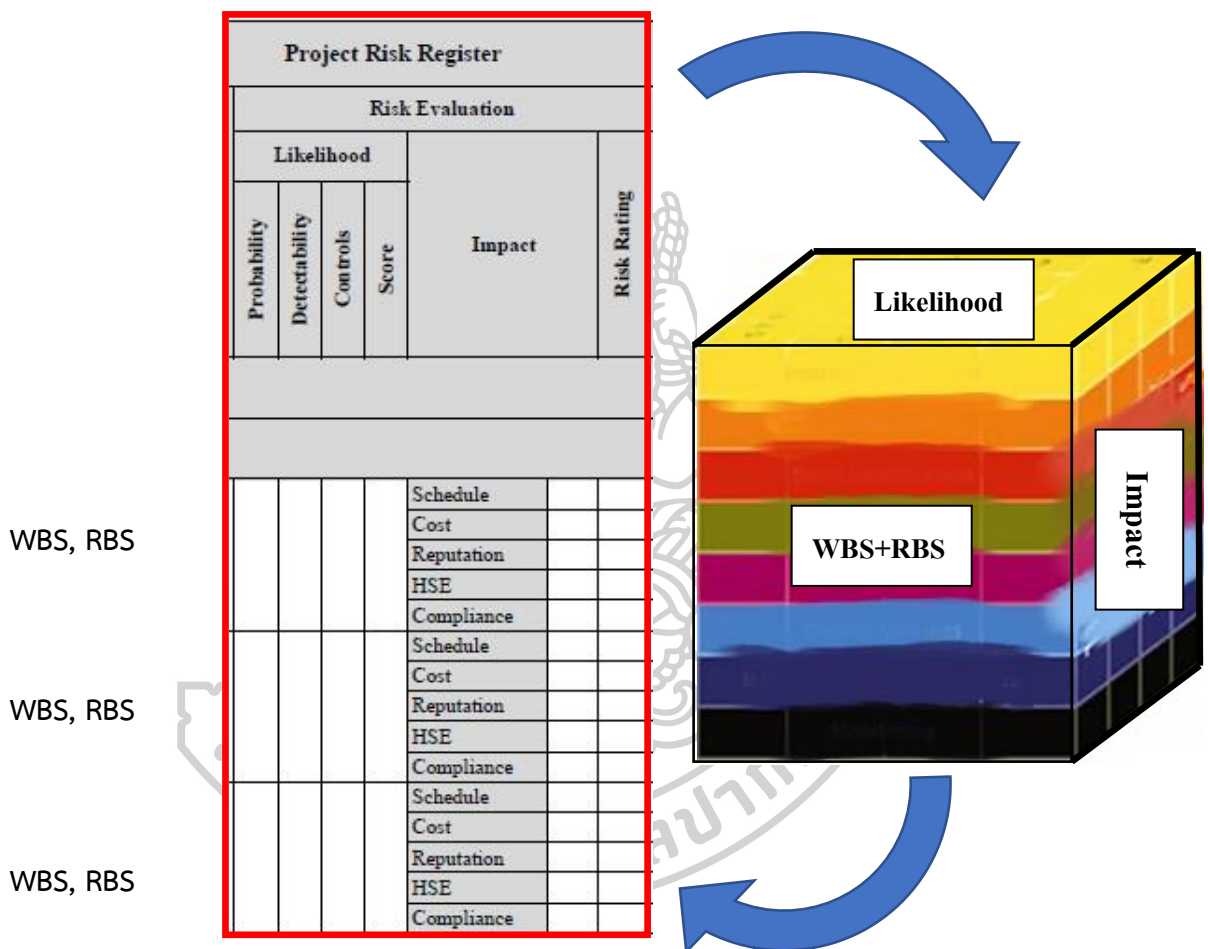 Project Risk Register
Risk Evaluation
Likelihood
Probability
Detectability
Controls
Score
Impact
Risk Rating
WBS, RBS
Schedule
Cost
Reputation
HSE
Compliance
WBS, RBS
Schedule
Cost
Reputation
HSE
Compliance
WBS, RBS
Schedule
Cost
Reputation
HSE
Compliance
Likelihood
WBS+RBS
Impact
Monitoring